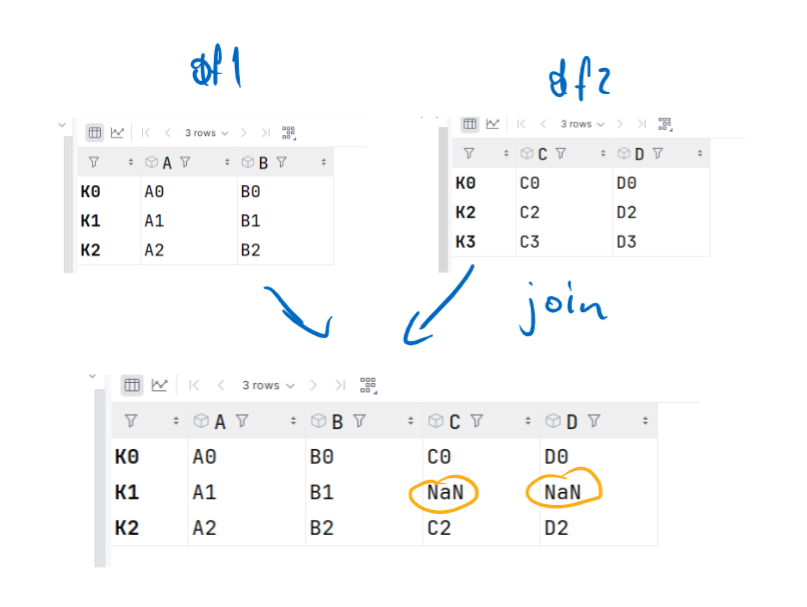 df1
df2
3 rows
A B
K0 A0 B0
K1 A1 B1
K2 A2 B2
3 rows
C D
K0 C0 D0
K2 C2 D2
K3 C3 D3
join
3 rows
A B C D
K0 A0 B0 C0 D0
K1 A1 B1 NaN NaN
K2 A2 B2 C2 D2